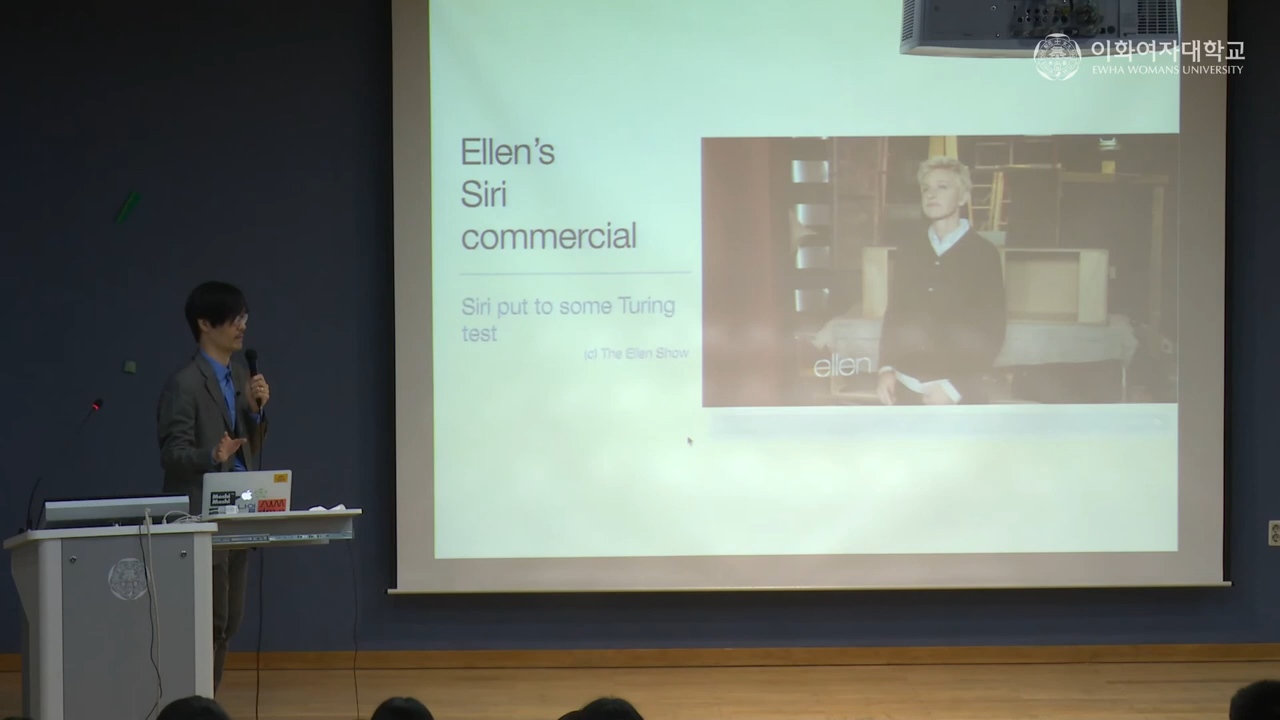 이화여자대학교
EWHA WOMANS UNIVERSITY
Ellen's
Siri
commercial
Siri put to some Turing
test
(c) The Ellen Show
ellen